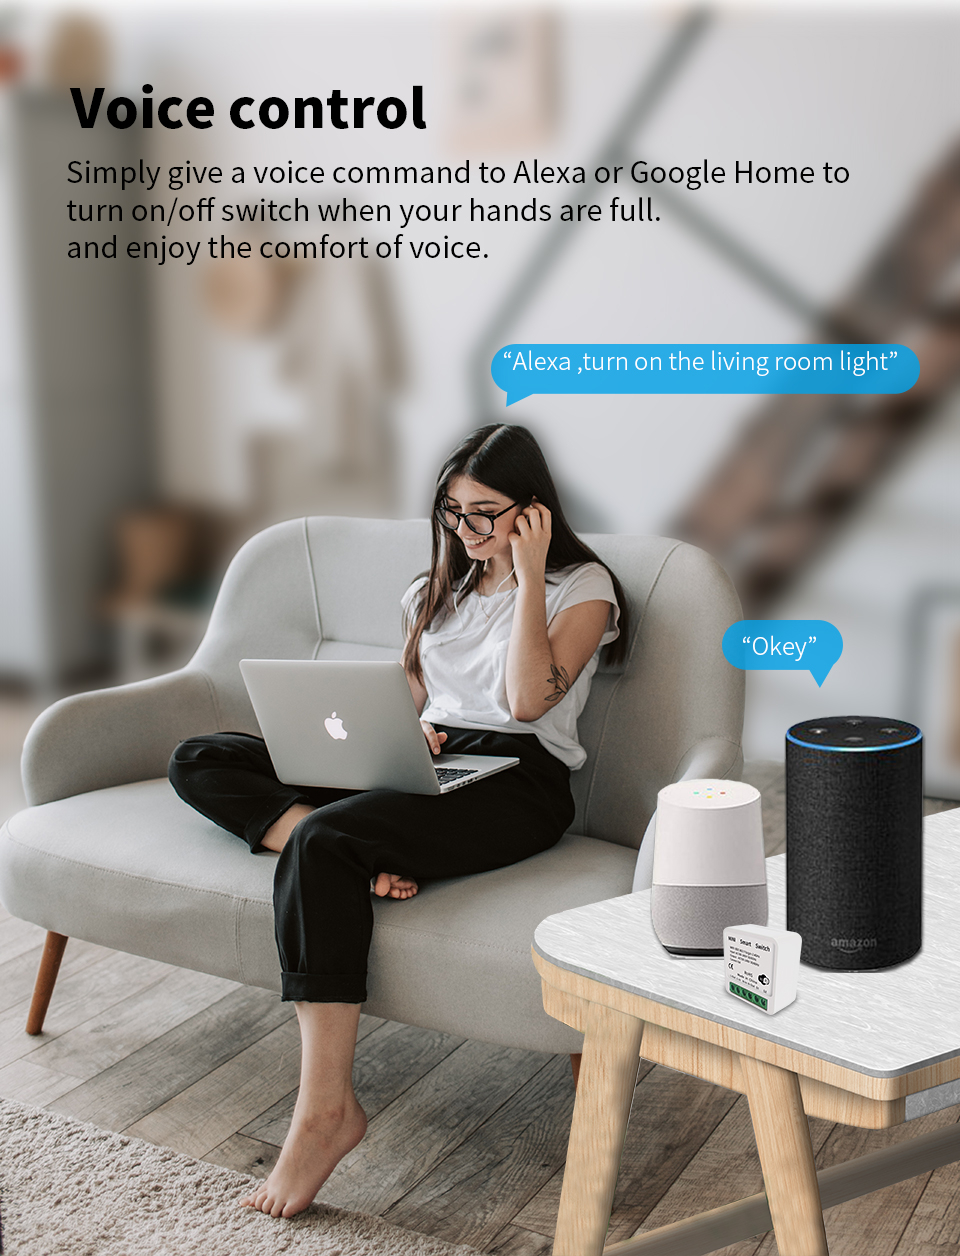 Voice control
Simply give a voice command to Alexa or Google Home to
turn on/off switch when your hands are full.
and enjoy the comfort of voice.
“Alexa ,turn on the living room light”
“Okey”
amazon
MINI Smart Switch